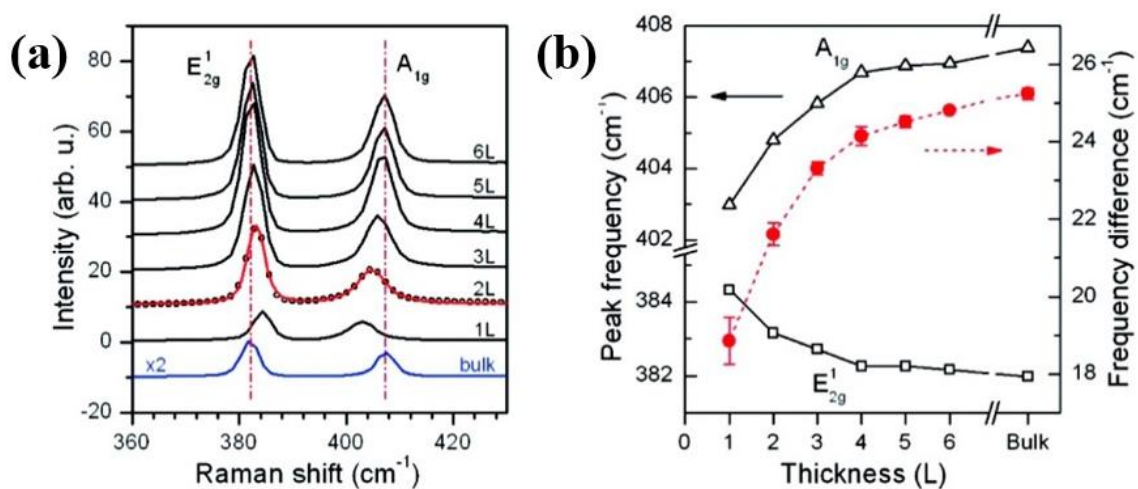 (a)
80
60
40
20
0
-20
Intensity (arb. u.)
E¹₂g
A₁g
6L
5L
4L
3L
2L
1L
x2
bulk
360
380
400
420
Raman shift (cm⁻¹)
(b)
408
406
404
402
384
382
Peak frequency (cm⁻¹)
A₁g
E¹₂g
26
24
22
20
18
Frequency difference (cm⁻¹)
0
1
2
3
4
5
6
Bulk
Thickness (L)